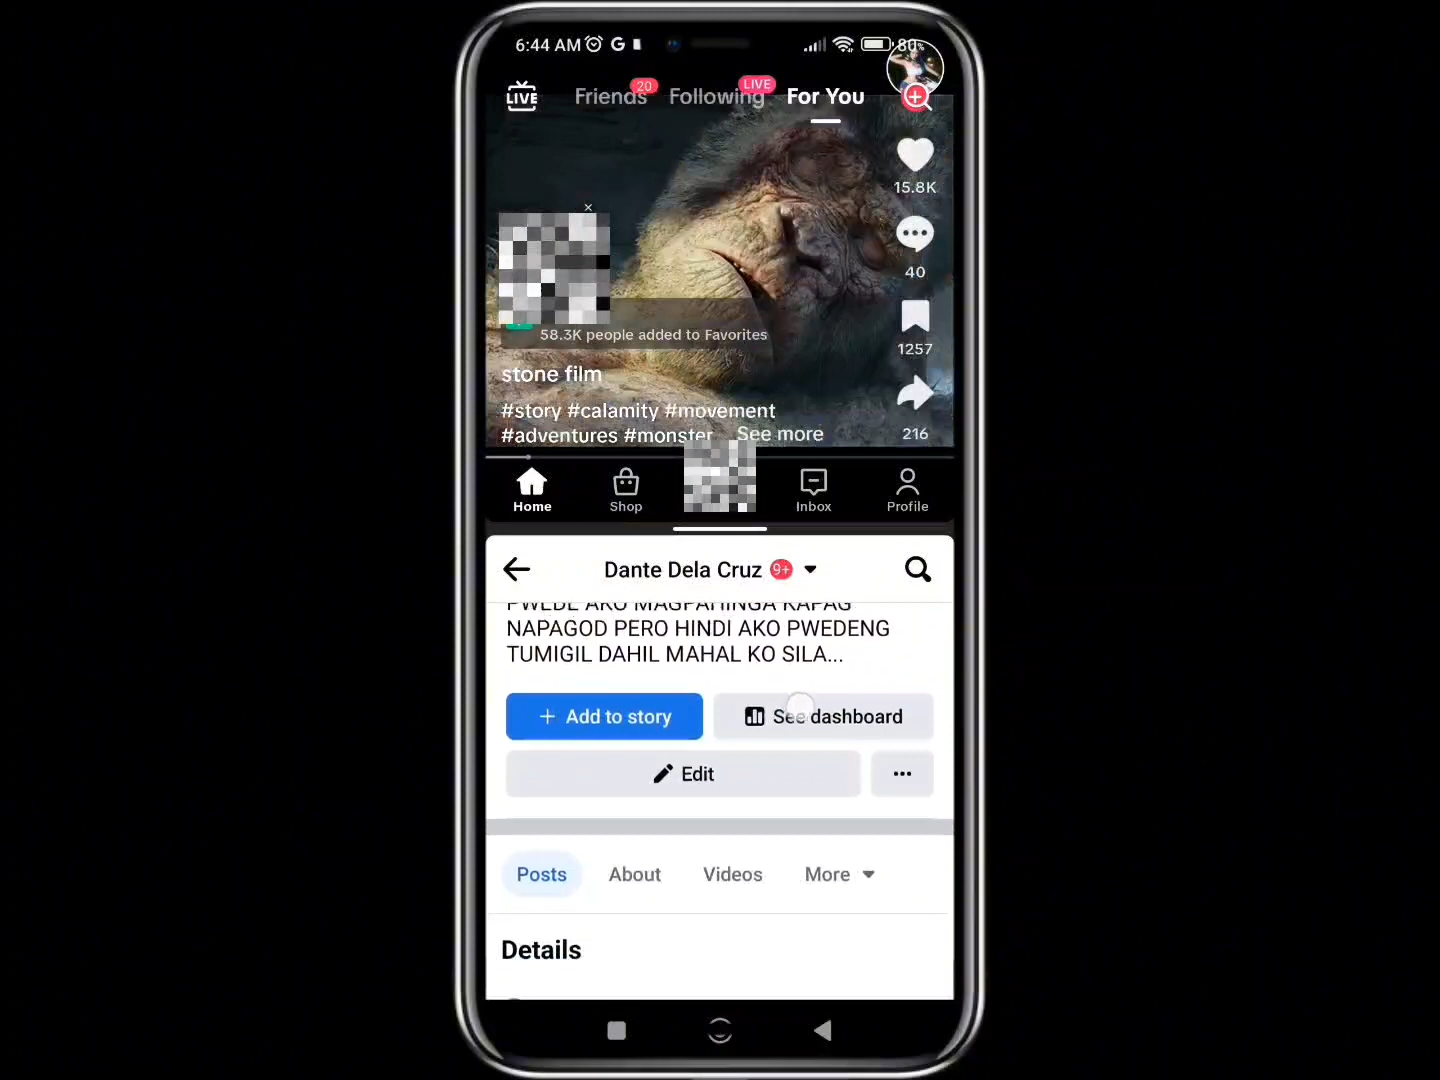 6:44 AM
80%
LIVE
Friends
20
Following
LIVE
For You
15.8K
40
58.3K people added to Favorites
1257
stone film
#story #calamity #movement
#adventures #monster
See more
216
Home
Shop
Inbox
Profile
Dante Dela Cruz 9+
PWEDE AKO MAGPAHINGA KAPAG
NAPAGOD PERO HINDI AKO PWEDENG
TUMIGIL DAHIL MAHAL KO SILA...
+ Add to story
See dashboard
Edit
Posts
About
Videos
More
Details